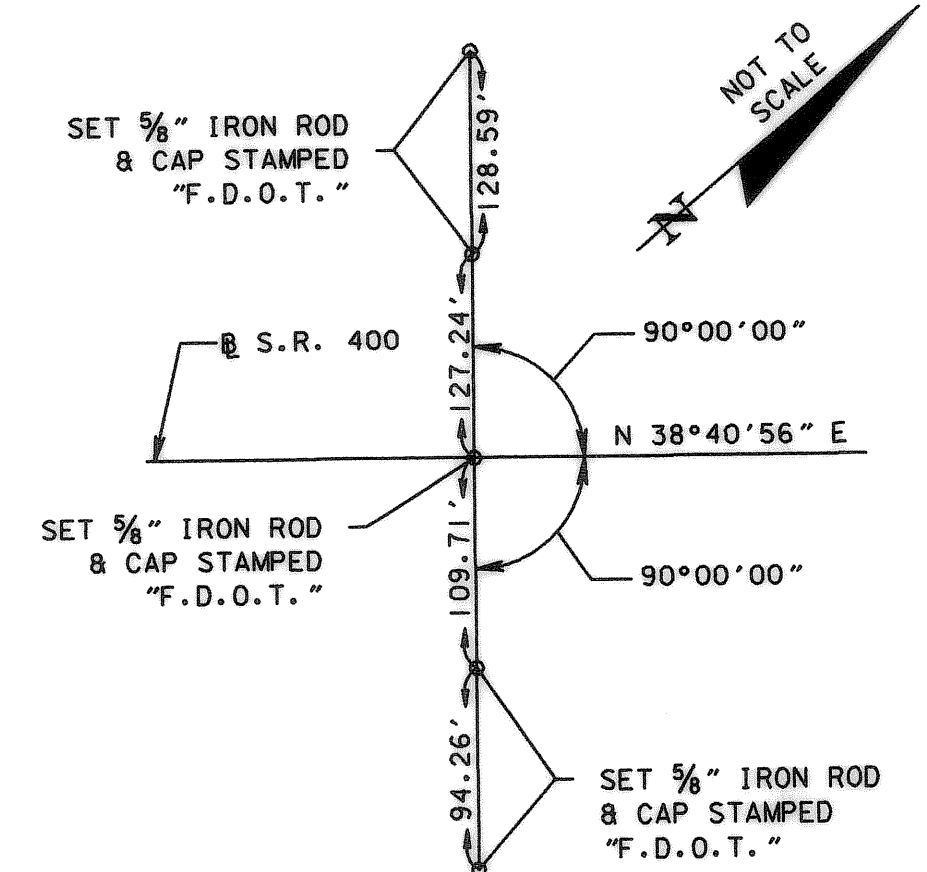 NOT TO
SCALE
N
SET 5/8" IRON ROD
& CAP STAMPED
"F.D.O.T."
128.59'
127.24'
℄ S.R. 400
90°00'00"
N 38°40'56" E
SET 5/8" IRON ROD
& CAP STAMPED
"F.D.O.T."
109.71'
90°00'00"
94.26'
SET 5/8" IRON ROD
& CAP STAMPED
"F.D.O.T."